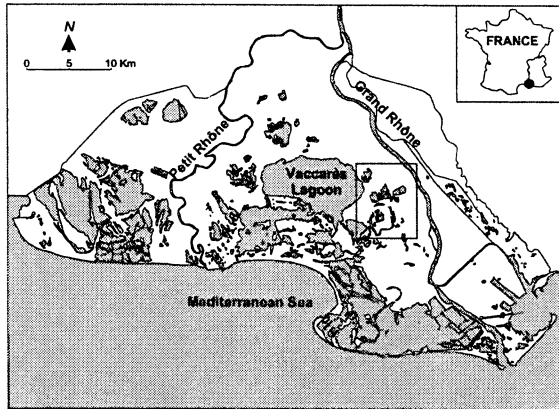 N
0 5 10 Km
FRANCE
Petit Rhône
Grand Rhône
Vaccarès
Lagoon
Mediterranean Sea